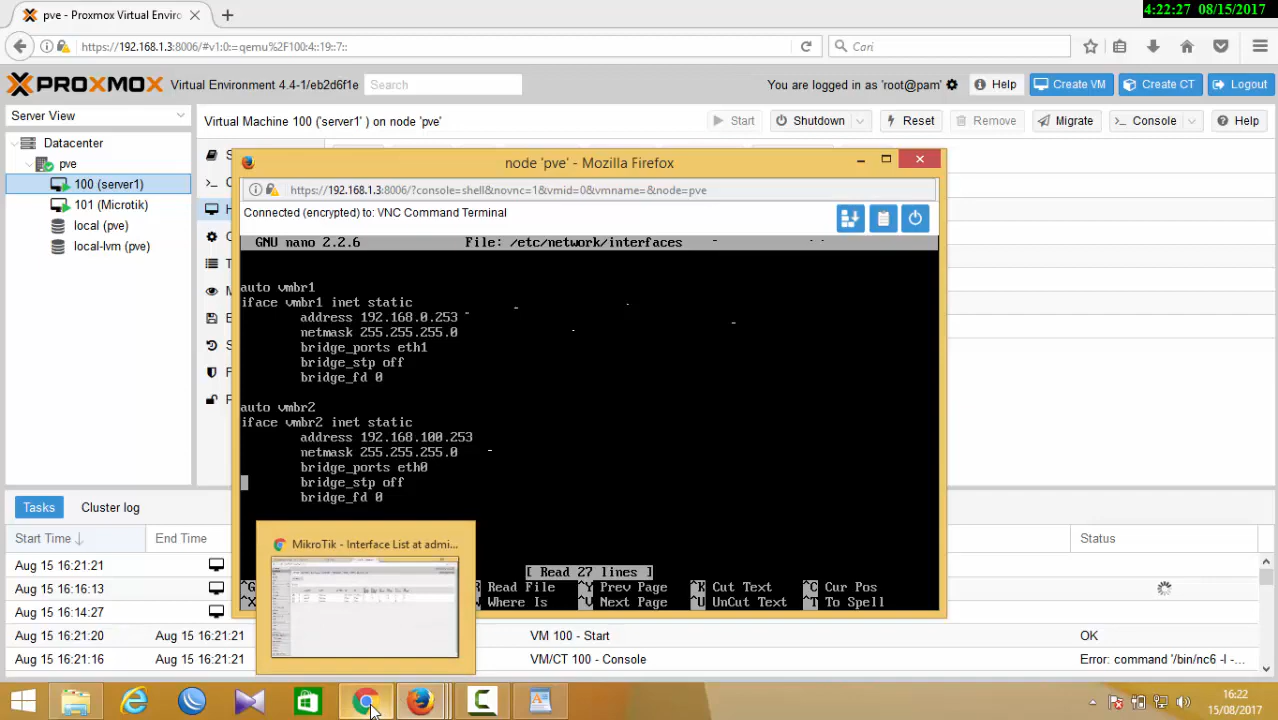 4:22:27 08/15/2017
pve - Proxmox Virtual Enviro
https://192.168.1.3:8006/#v1:0:=qemu%2F100:4::19::7::
Cari
PROXMOX Virtual Environment 4.4-1/eb2d6f1e
Search
You are logged in as 'root@pam'
Help
Create VM
Create CT
Logout
Server View
Virtual Machine 100 ('server1' ) on node 'pve'
Start
Shutdown
Reset
Remove
Migrate
Console
Help
Datacenter
pve
100 (server1)
101 (Microtik)
local (pve)
local-lvm (pve)
node 'pve' - Mozilla Firefox
https://192.168.1.3:8006/?console=shell&novnc=1&vmid=0&vmname=&node=pve
Connected (encrypted) to: VNC Command Terminal
GNU nano 2.2.6 File: /etc/network/interfaces
auto vmbr1
iface vmbr1 inet static
address 192.168.0.253
netmask 255.255.255.0
bridge_ports eth1
bridge_stp off
bridge_fd 0
auto vmbr2
iface vmbr2 inet static
address 192.168.100.253
netmask 255.255.255.0
bridge_ports eth0
bridge_stp off
bridge_fd 0
[ Read 27 lines ]
Read File ^Y Prev Page ^K Cut Text ^C Cur Pos
Where Is ^V Next Page ^U UnCut Text ^T To Spell
MikroTik - Interface List at admi...
Tasks
Cluster log
Start Time
End Time
Status
Aug 15 16:21:21
Aug 15 16:16:13
Aug 15 16:14:27
Aug 15 16:21:20 Aug 15 16:21:21 VM 100 - Start OK
Aug 15 16:21:16 Aug 15 16:21:21 VM/CT 100 - Console Error: command '/bin/nc6 -l -...
16:22
15/08/2017